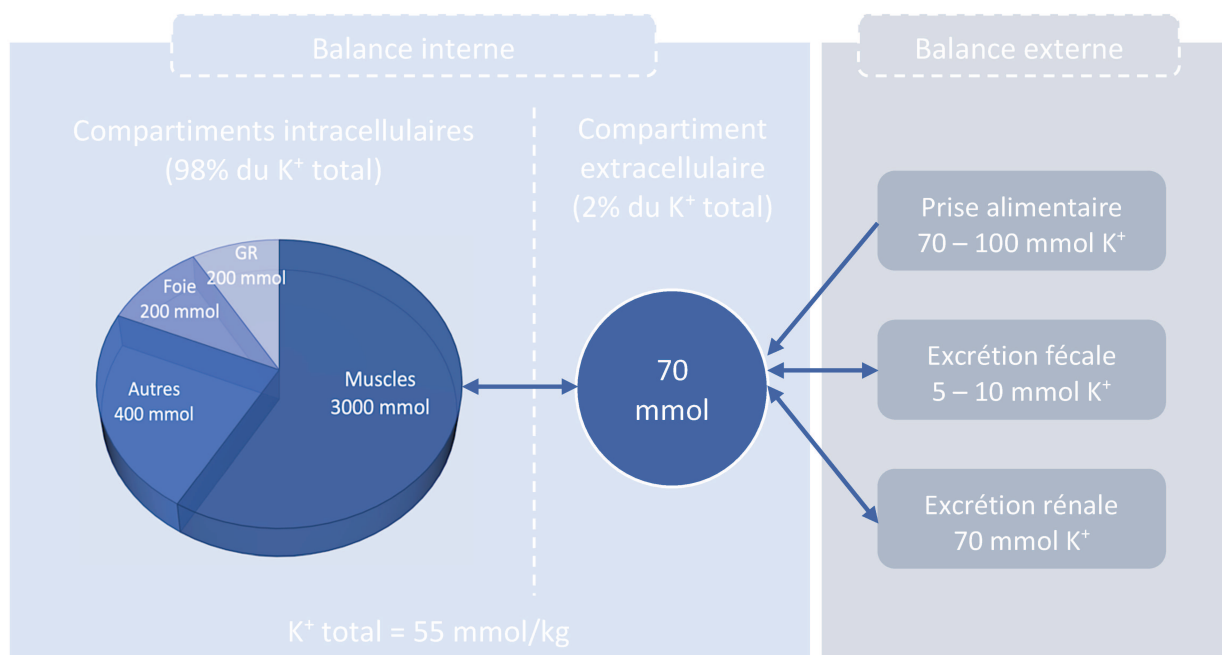 Balance interne
Balance externe
Compartiments intracellulaires
(98% du K⁺ total)
Compartiment
extracellulaire
(2% du K⁺ total)
GR
200 mmol
Foie
200 mmol
Autres
400 mmol
Muscles
3000 mmol
70
mmol
Prise alimentaire
70 – 100 mmol K⁺
Excrétion fécale
5 – 10 mmol K⁺
Excrétion rénale
70 mmol K⁺
K⁺ total = 55 mmol/kg